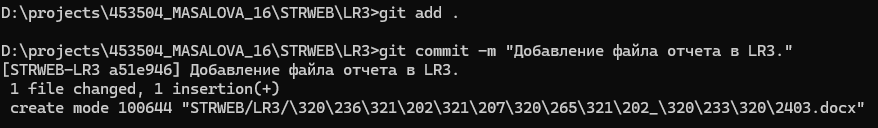 D:\projects\453504_MASALOVA_16\STRWEB\LR3>git add .
D:\projects\453504_MASALOVA_16\STRWEB\LR3>git commit -m "Добавление файла отчета в LR3."
[STRWEB-LR3 a51e946] Добавление файла отчета в LR3.
1 file changed, 1 insertion(+)
create mode 100644 "STRWEB/LR3/\320\236\321\202\321\207\320\265\321\202_\320\233\320\2403.docx"